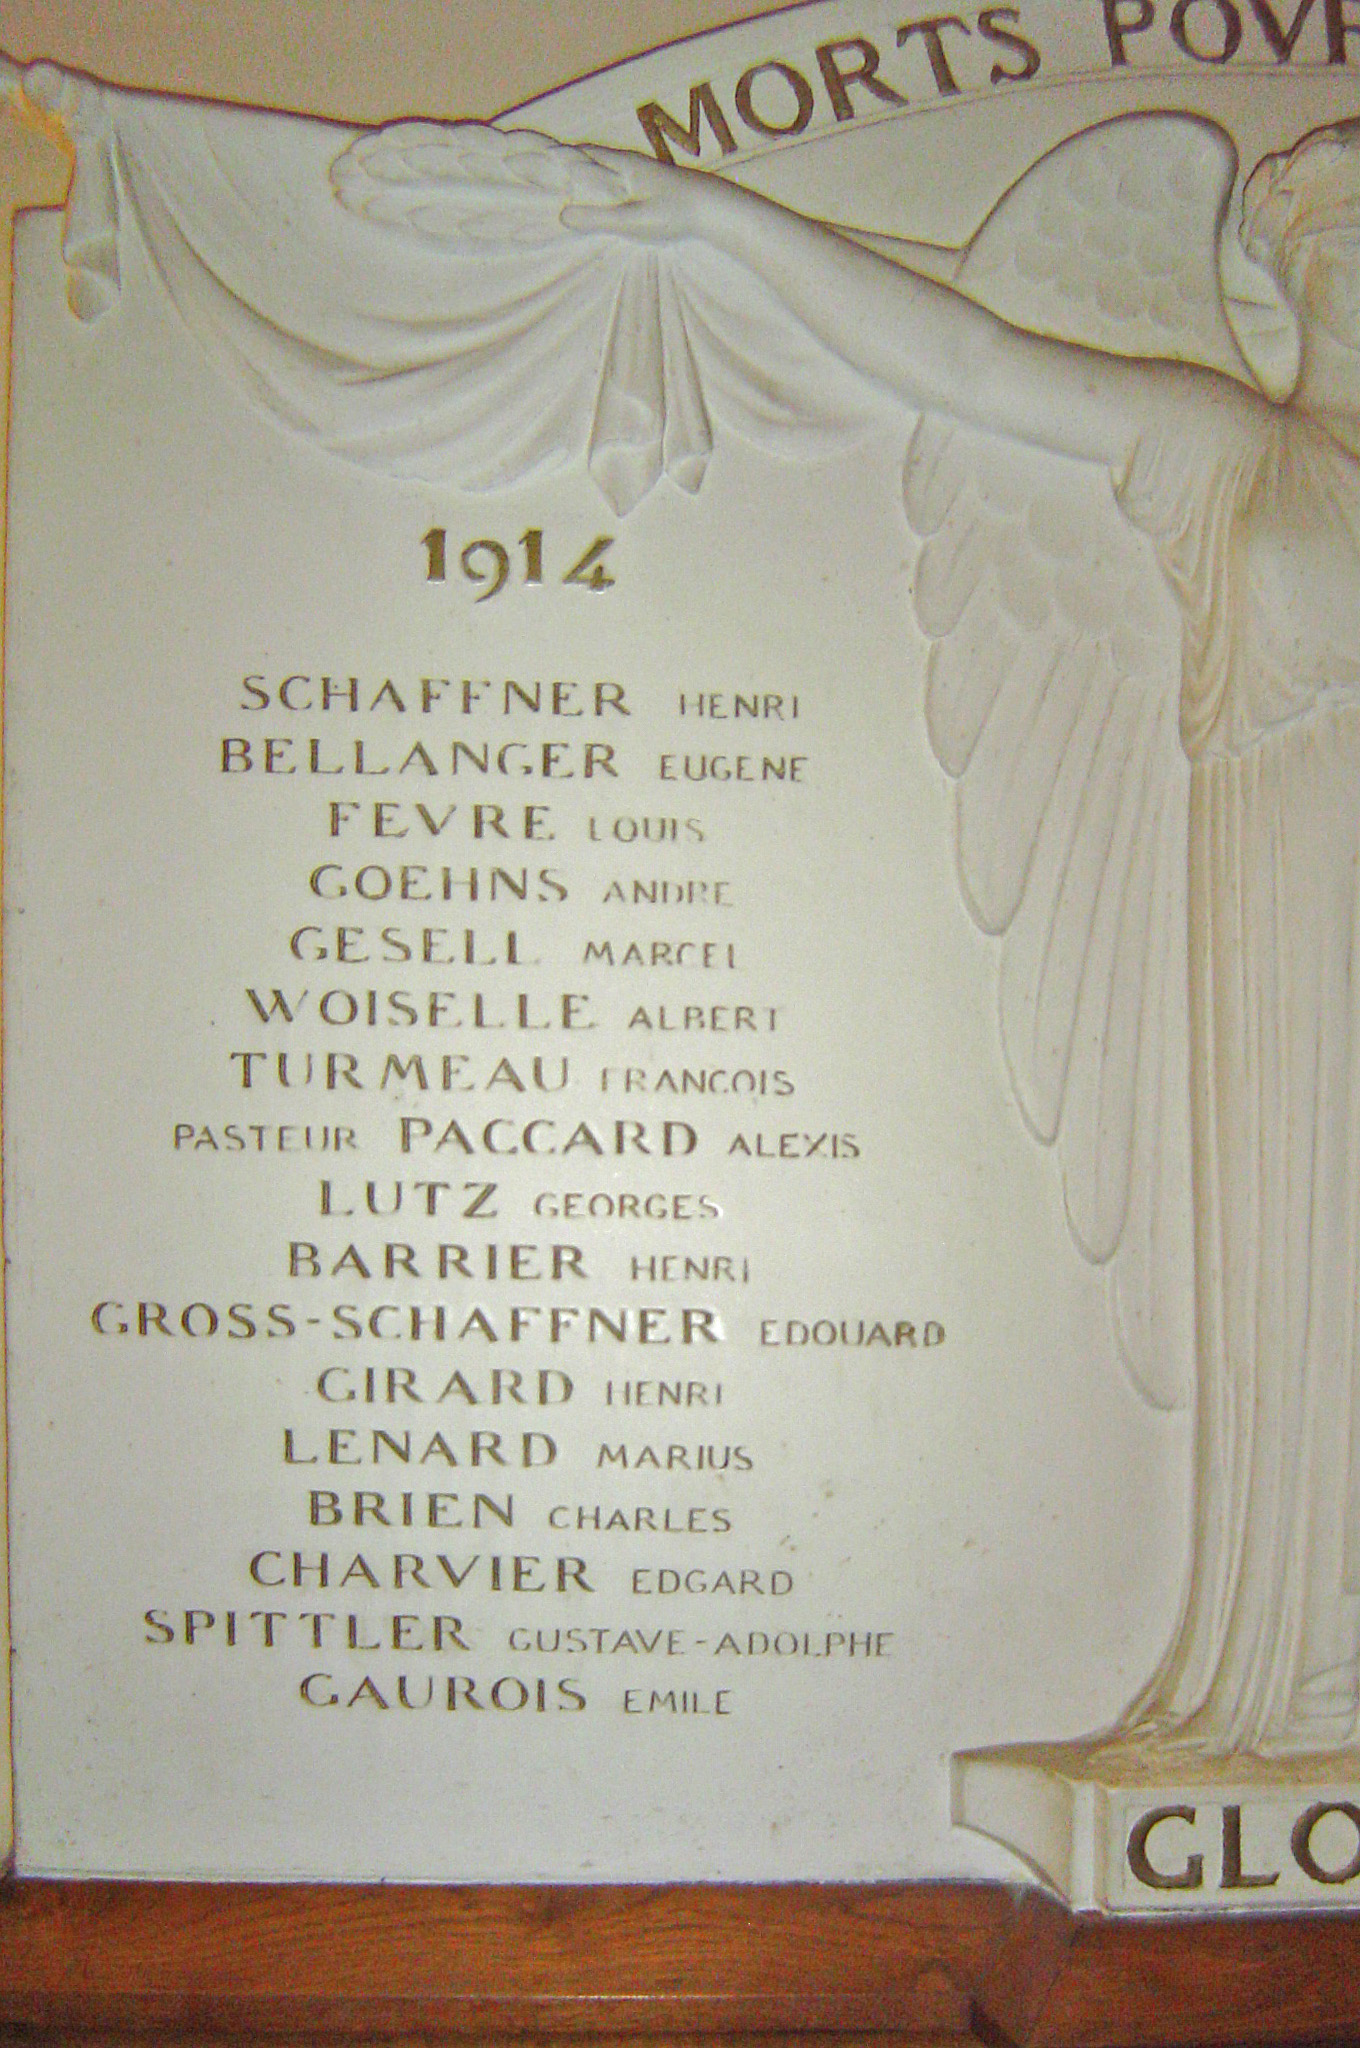 MORTS POVR
1914
SCHAFFNER HENRI
BELLANGER EUGENE
FEVRE LOUIS
GOEHNS ANDRE
GESELL MARCEL
WOISELLE ALBERT
TURMEAU FRANCOIS
PASTEUR PACCARD ALEXIS
LUTZ GEORGES
BARRIER HENRI
GROSS-SCHAFFNER EDOUARD
GIRARD HENRI
LENARD MARIUS
BRIEN CHARLES
CHARVIER EDGARD
SPITTLER GUSTAVE-ADOLPHE
GAUROIS EMILE
GLO